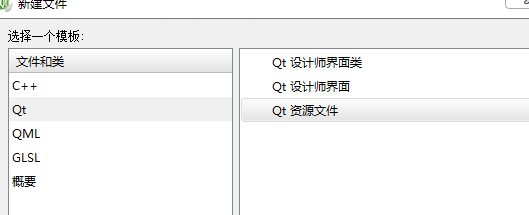 新建文件
选择一个模板:
文件和类
C++
Qt
QML
GLSL
概要
Qt 设计师界面类
Qt 设计师界面
Qt 资源文件